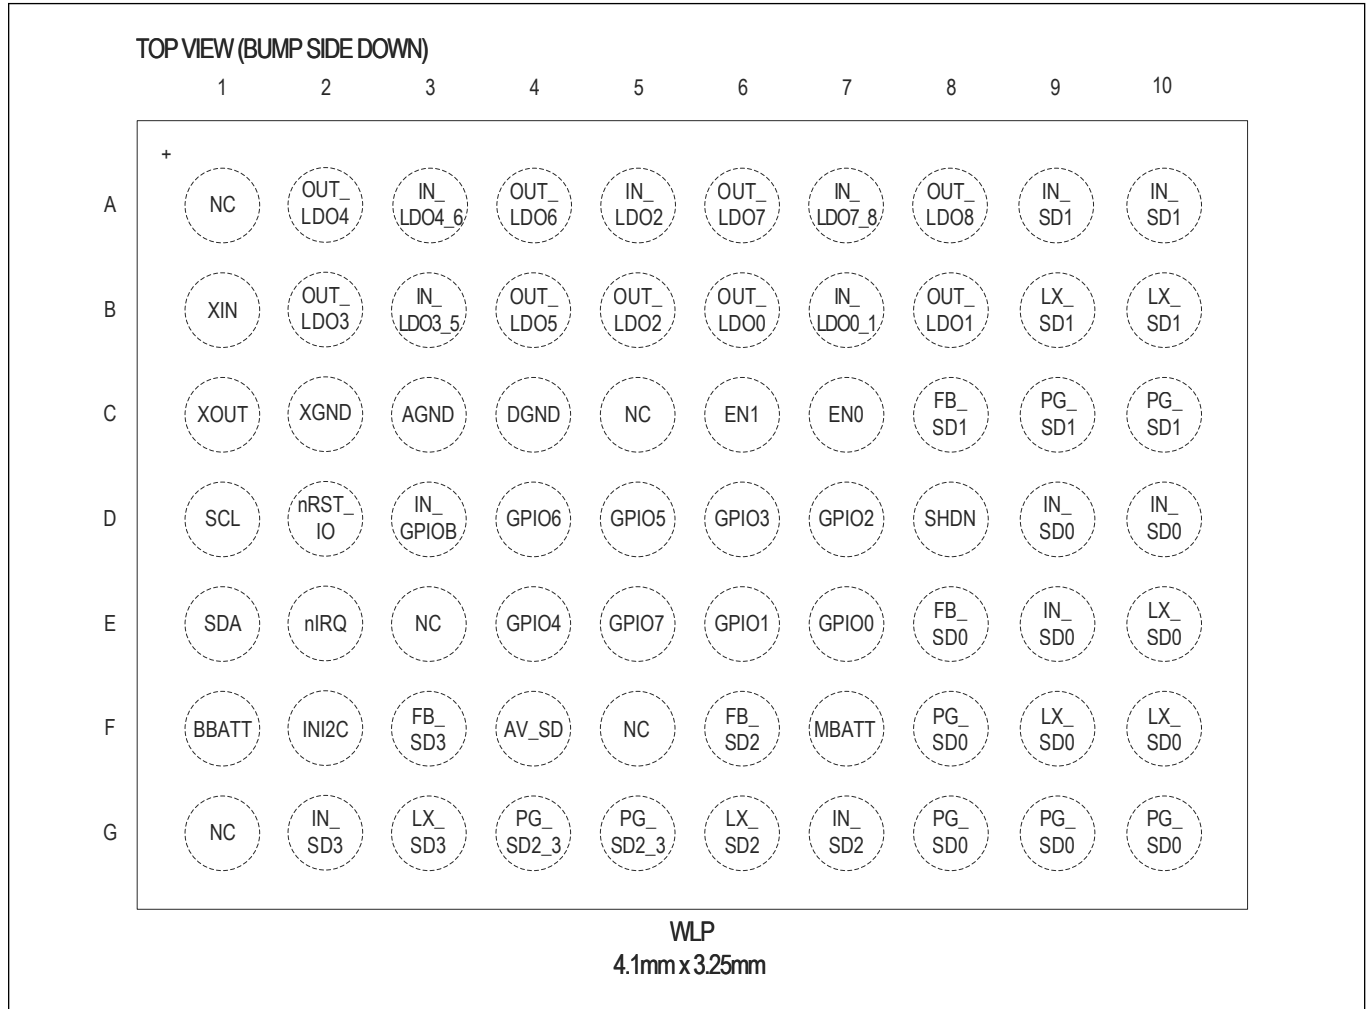 TOP VIEW (BUMP SIDE DOWN)
1 2 3 4 5 6 7 8 9 10
+
A NC OUT_ IN_ OUT_ IN_ OUT_ IN_ OUT_ IN_ IN_
LDO4 LDO4_6 LDO6 LDO2 LDO7 LDO7_8 LDO8 SD1 SD1
B XIN OUT_ IN_ OUT_ OUT_ OUT_ IN_ OUT_ LX_ LX_
LDO3 LDO3_5 LDO5 LDO2 LDO0 LDO0_1 LDO1 SD1 SD1
C XOUT XGND AGND DGND NC EN1 EN0 FB_ PG_ PG_
SD1 SD1 SD1
D SCL nRST_ IN_ GPIO6 GPIO5 GPIO3 GPIO2 SHDN IN_ IN_
IO GPIOB SD0 SD0
E SDA nIRQ NC GPIO4 GPIO7 GPIO1 GPIO0 FB_ IN_ LX_
SD0 SD0 SD0
F BBATT INI2C FB_ AV_SD NC FB_ MBATT PG_ LX_ LX_
SD3 SD2 SD0 SD0 SD0
G NC IN_ LX_ PG_ PG_ LX_ IN_ PG_ PG_ PG_
SD3 SD3 SD2_3 SD2_3 SD2 SD2 SD0 SD0 SD0
WLP
4.1mm x 3.25mm